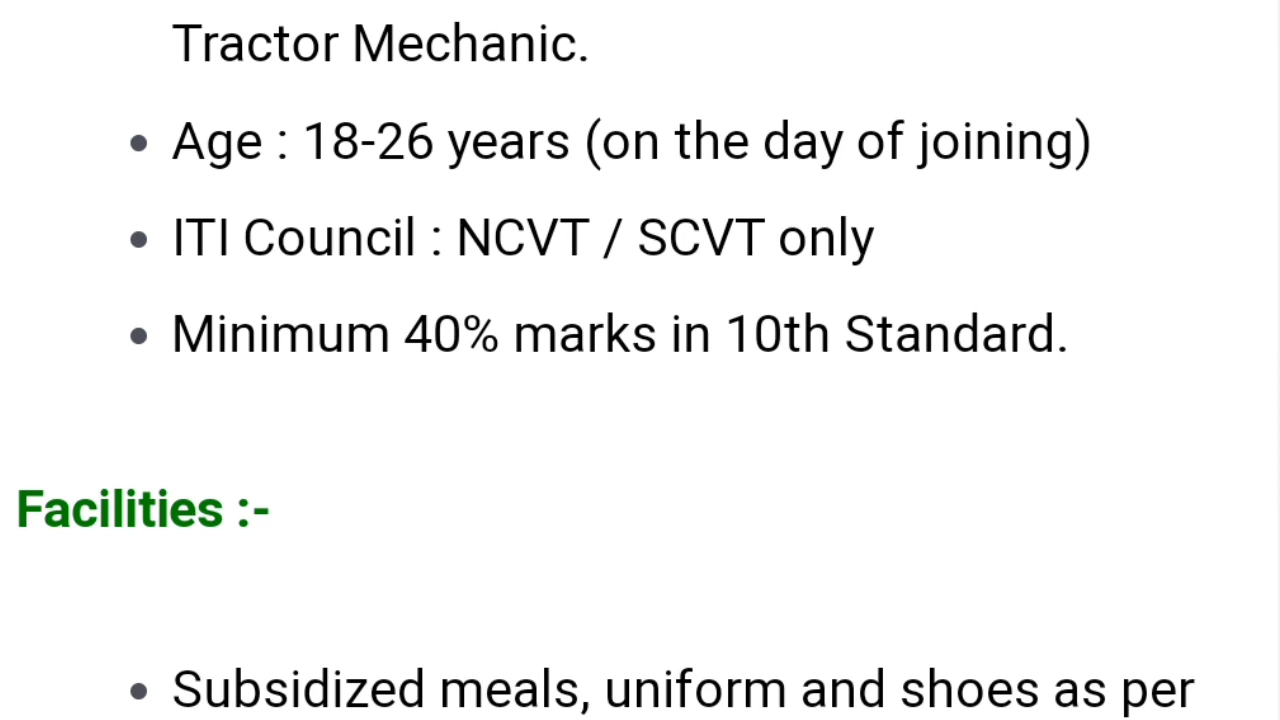 Tractor Mechanic.
Age : 18-26 years (on the day of joining)
ITI Council : NCVT / SCVT only
Minimum 40% marks in 10th Standard.
Facilities :-
Subsidized meals, uniform and shoes as per